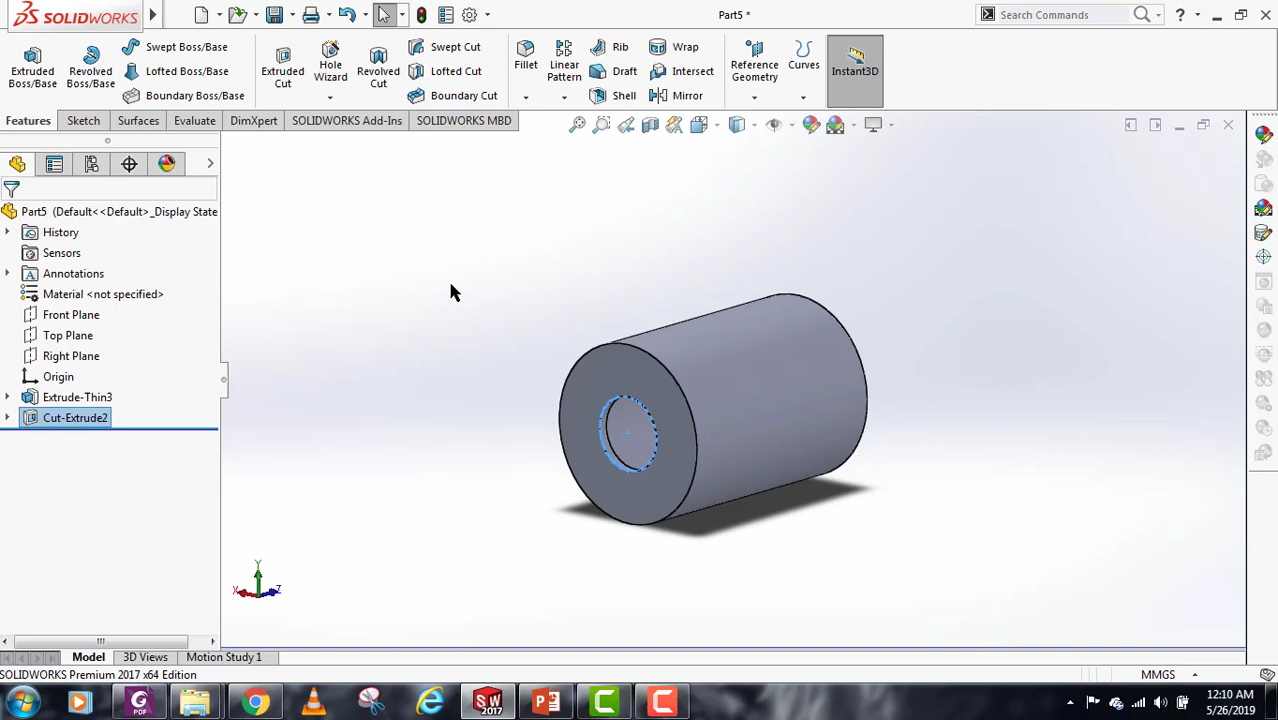 SOLIDWORKS
Part5 *
Search Commands
?
Extruded Boss/Base
Revolved Boss/Base
Swept Boss/Base
Lofted Boss/Base
Boundary Boss/Base
Extruded Cut
Hole Wizard
Revolved Cut
Swept Cut
Lofted Cut
Boundary Cut
Fillet
Linear Pattern
Rib
Draft
Shell
Wrap
Intersect
Mirror
Reference Geometry
Curves
Instant3D
Features
Sketch
Surfaces
Evaluate
DimXpert
SOLIDWORKS Add-Ins
SOLIDWORKS MBD
Part5 (Default<<Default>_Display State
History
Sensors
Annotations
Material <not specified>
Front Plane
Top Plane
Right Plane
Origin
Extrude-Thin3
Cut-Extrude2
Y
X
Z
Model
3D Views
Motion Study 1
SOLIDWORKS Premium 2017 x64 Edition
MMGS
PDF
SW
2017
12:10 AM
5/26/2019